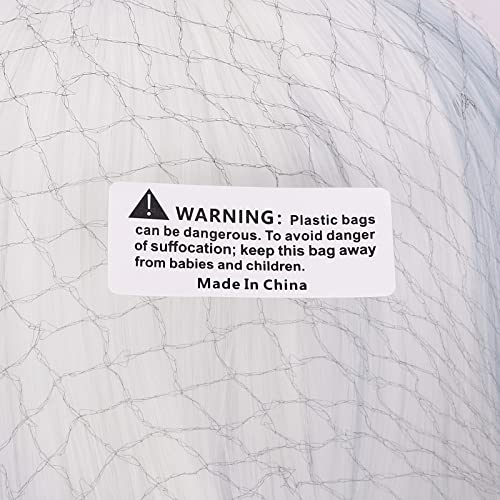 WARNING: Plastic bags
can be dangerous. To avoid danger
of suffocation; keep this bag away
from babies and children.
Made In China